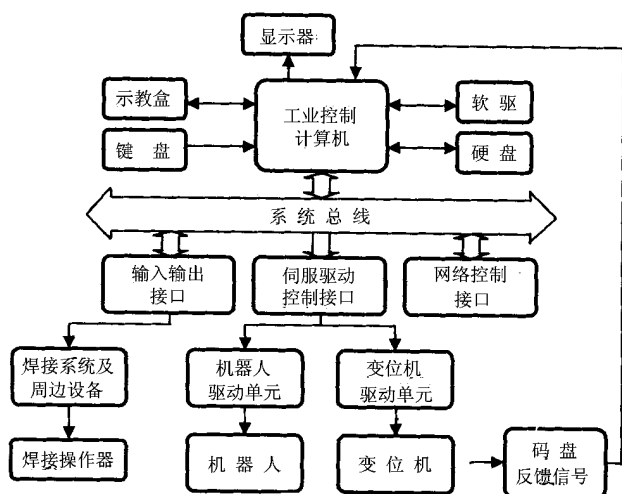 显示器
示教盒
工业控制
计算机
软驱
键盘
硬盘
系统总线
输入输出
接口
伺服驱动
控制接口
网络控制
接口
焊接系统及
周边设备
机器人
驱动单元
变位机
驱动单元
焊接操作器
机器人
变位机
码盘
反馈信号